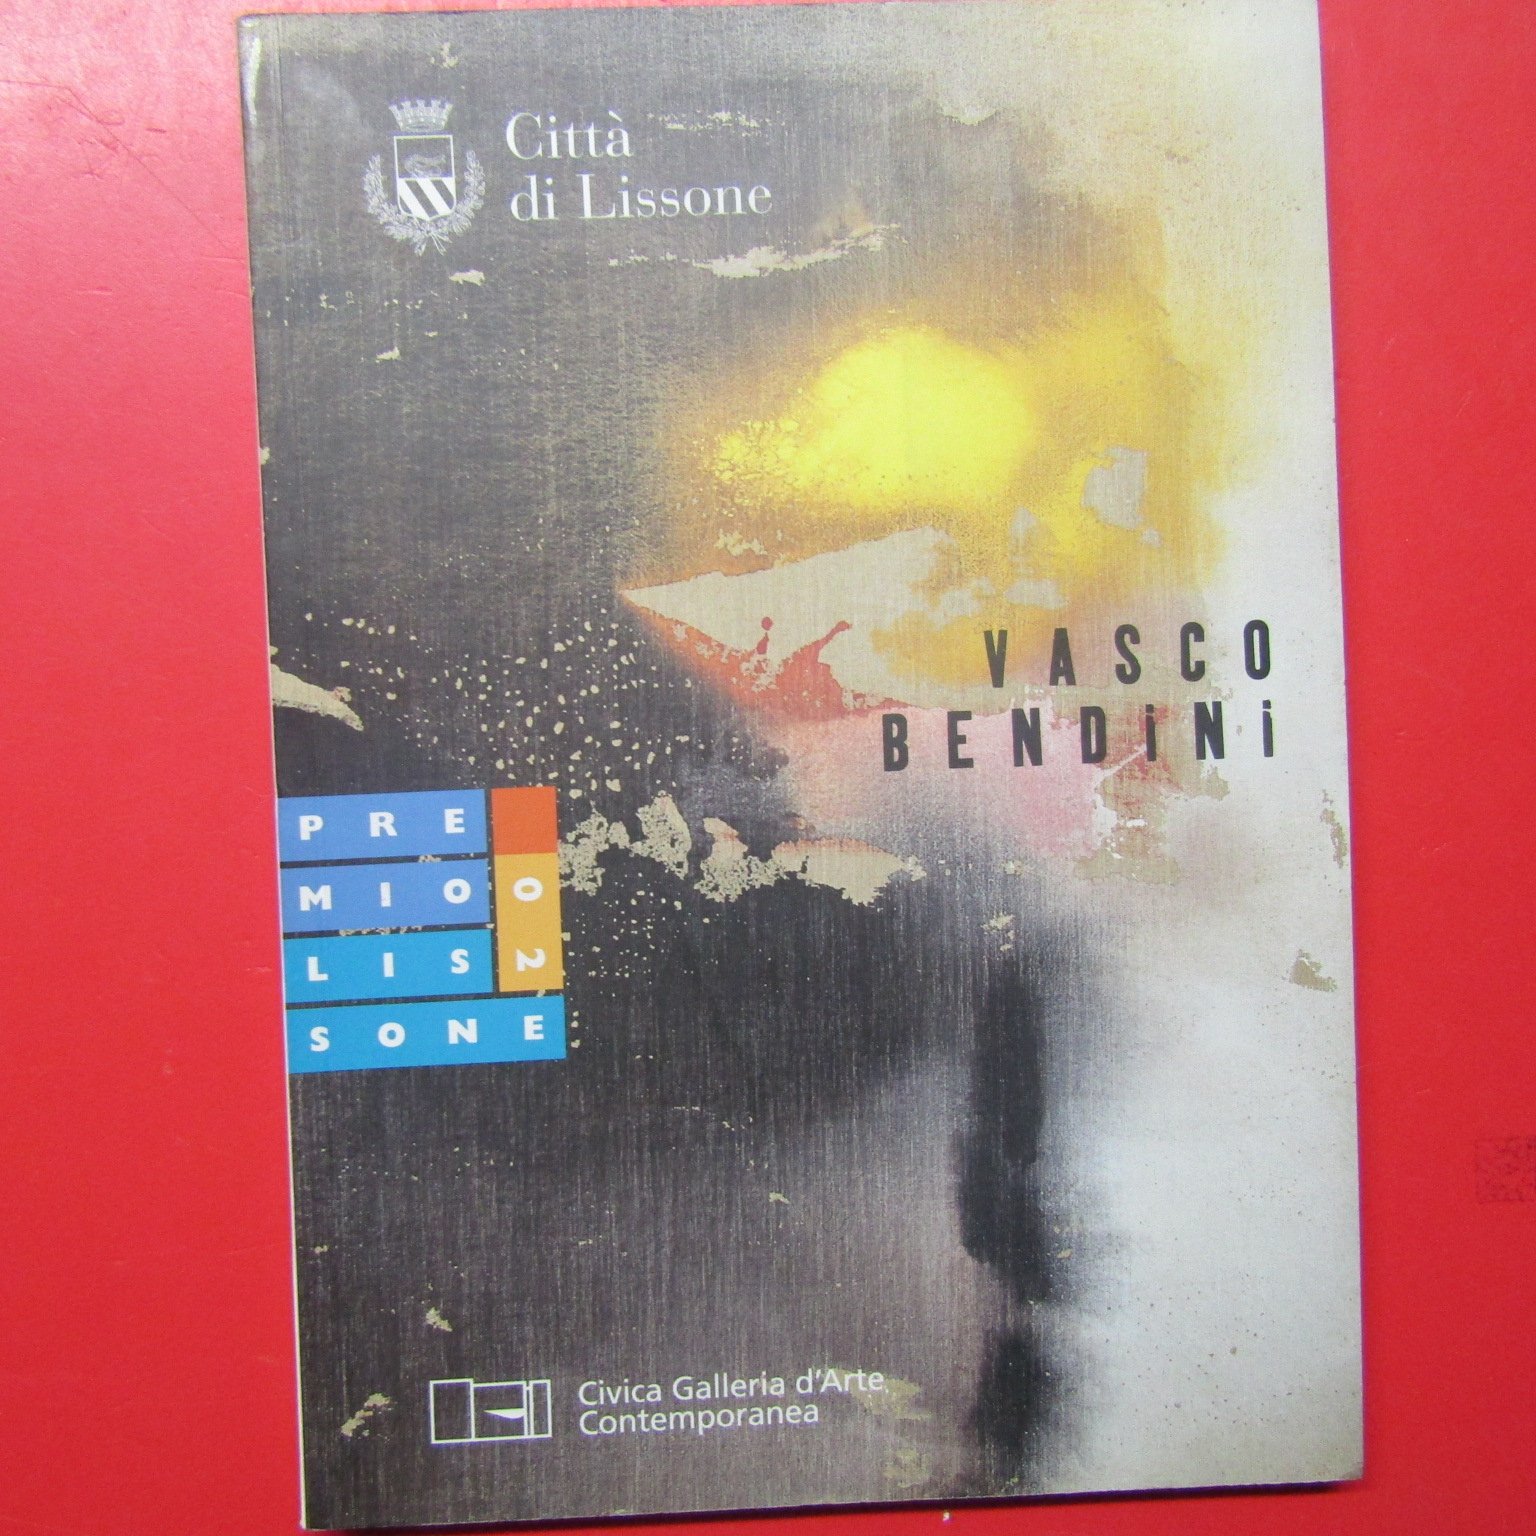 Città
di Lissone
VASCO
BENDiNi
PRE
MIO
LIS
SONE
02
Civica Galleria d'Arte
Contemporanea